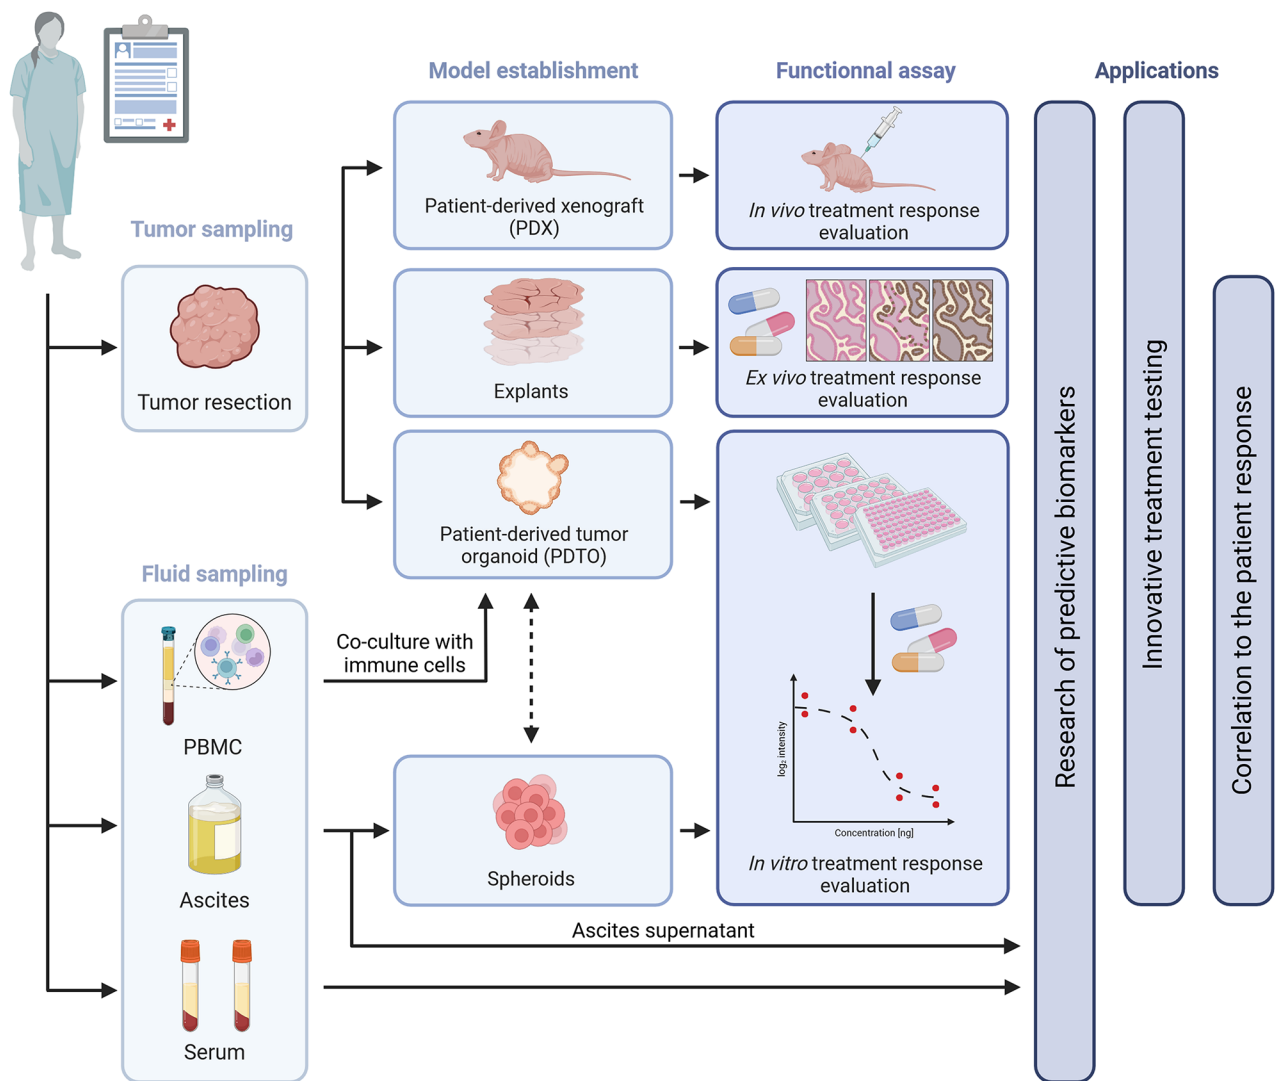 Model establishment
Functionnal assay
Applications
Tumor sampling
Tumor resection
Patient-derived xenograft
(PDX)
In vivo treatment response
evaluation
Explants
Ex vivo treatment response
evaluation
Patient-derived tumor
organoid (PDTO)
Fluid sampling
PBMC
Co-culture with
immune cells
Ascites
Spheroids
log₂ intensity
Concentration [ng]
In vitro treatment response
evaluation
Ascites supernatant
Serum
Research of predictive biomarkers
Innovative treatment testing
Correlation to the patient response